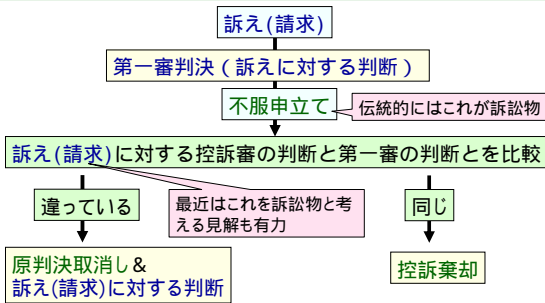 訴え(請求)
第一審判決(訴えに対する判断)
不服申立て
伝統的にはこれが訴訟物
訴え(請求)に対する控訴審の判断と第一審の判断とを比較
違っている
最近はこれを訴訟物と考
える見解も有力
同じ
原判決取消し&
訴え(請求)に対する判断
控訴棄却